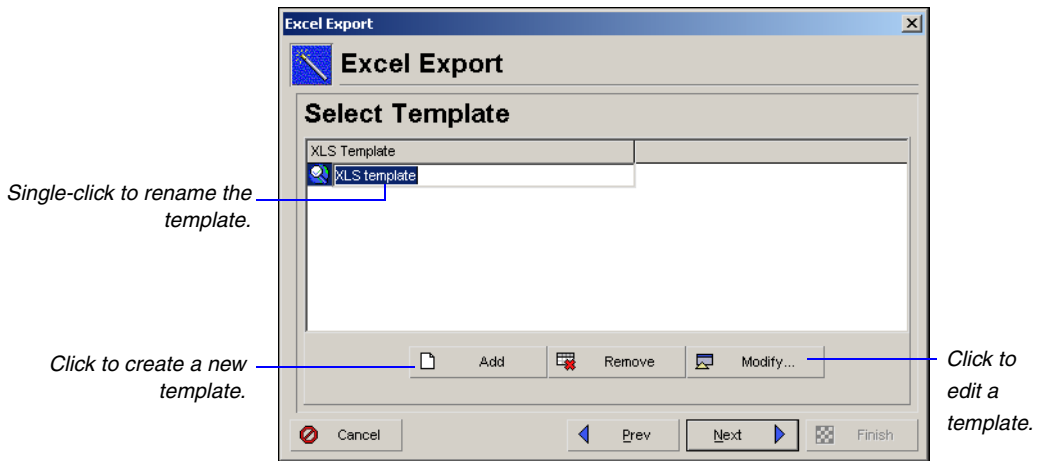 Excel Export
Excel Export
Select Template
XLS Template
XLS template
Single-click to rename the
template.
Click to create a new
template.
Add
Remove
Modify...
Click to
edit a
template.
Cancel
Prev
Next
Finish